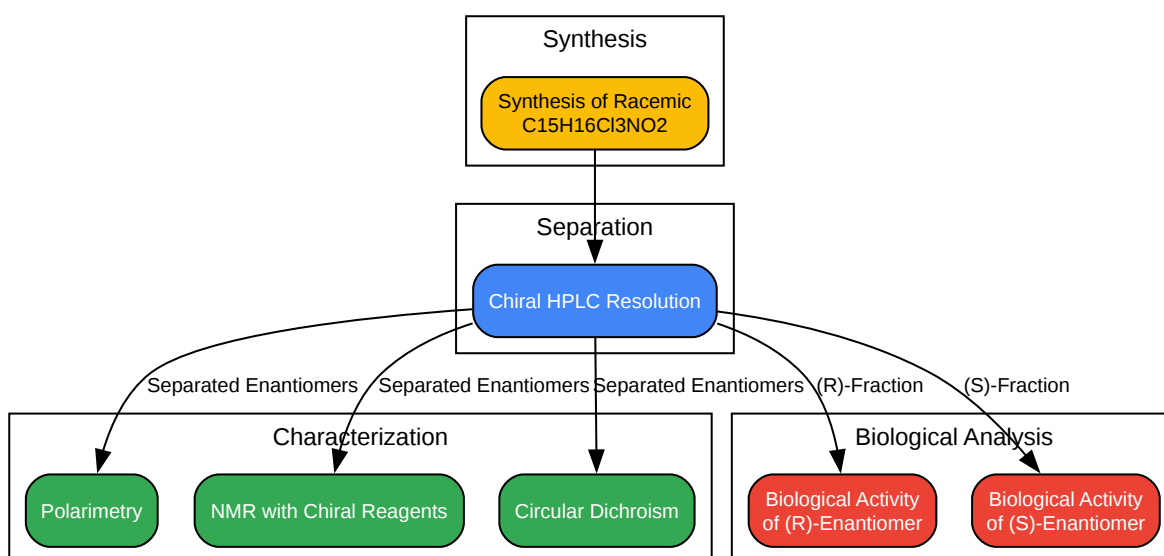 Synthesis
Synthesis of Racemic
C15H16Cl3NO2
Separation
Chiral HPLC Resolution
Separated Enantiomers
Separated Enantiomers
Separated Enantiomers
(R)-Fraction
(S)-Fraction
Characterization
Biological Analysis
Polarimetry
NMR with Chiral Reagents
Circular Dichroism
Biological Activity
of (R)-Enantiomer
Biological Activity
of (S)-Enantiomer